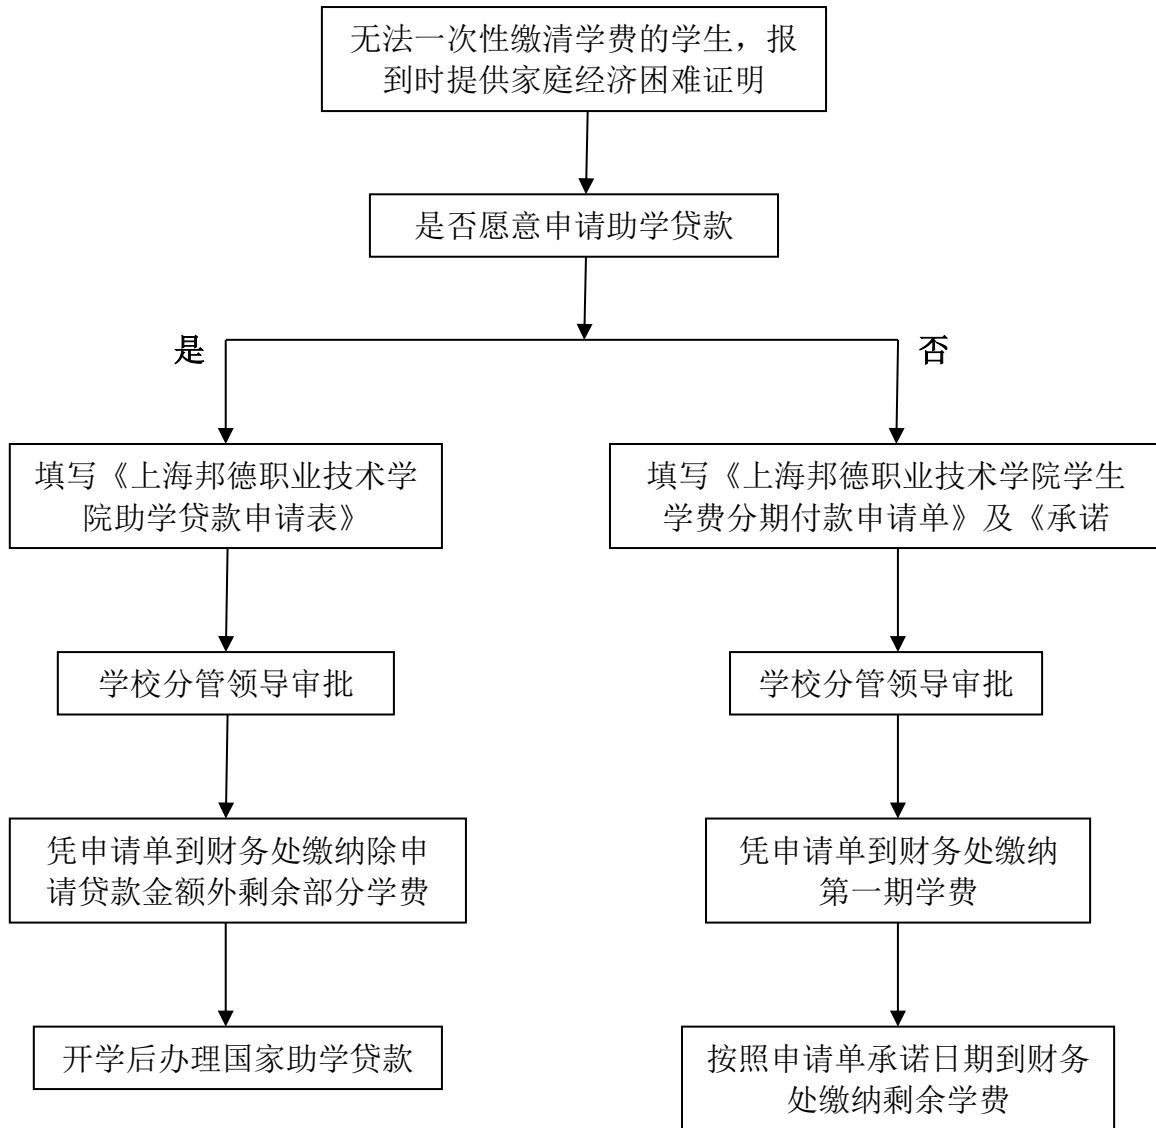 无法一次性缴清学费的学生，报
到时提供家庭经济困难证明
是否愿意申请助学贷款
是
否
填写《上海邦德职业技术学
院助学贷款申请表》
填写《上海邦德职业技术学院学生
学费分期付款申请单》及《承诺
学校分管领导审批
学校分管领导审批
凭申请单到财务处缴纳除申
请贷款金额外剩余部分学费
凭申请单到财务处缴纳
第一期学费
开学后办理国家助学贷款
按照申请单承诺日期到财务
处缴纳剩余学费